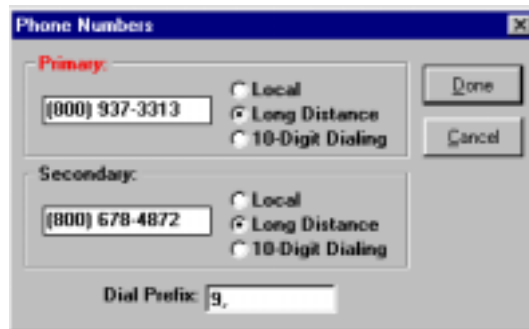 Phone Numbers
Primary:
(800) 937-3313
Local
Long Distance
10-Digit Dialing
Done
Cancel
Secondary:
(800) 678-4872
Local
Long Distance
10-Digit Dialing
Dial Prefix: 9,